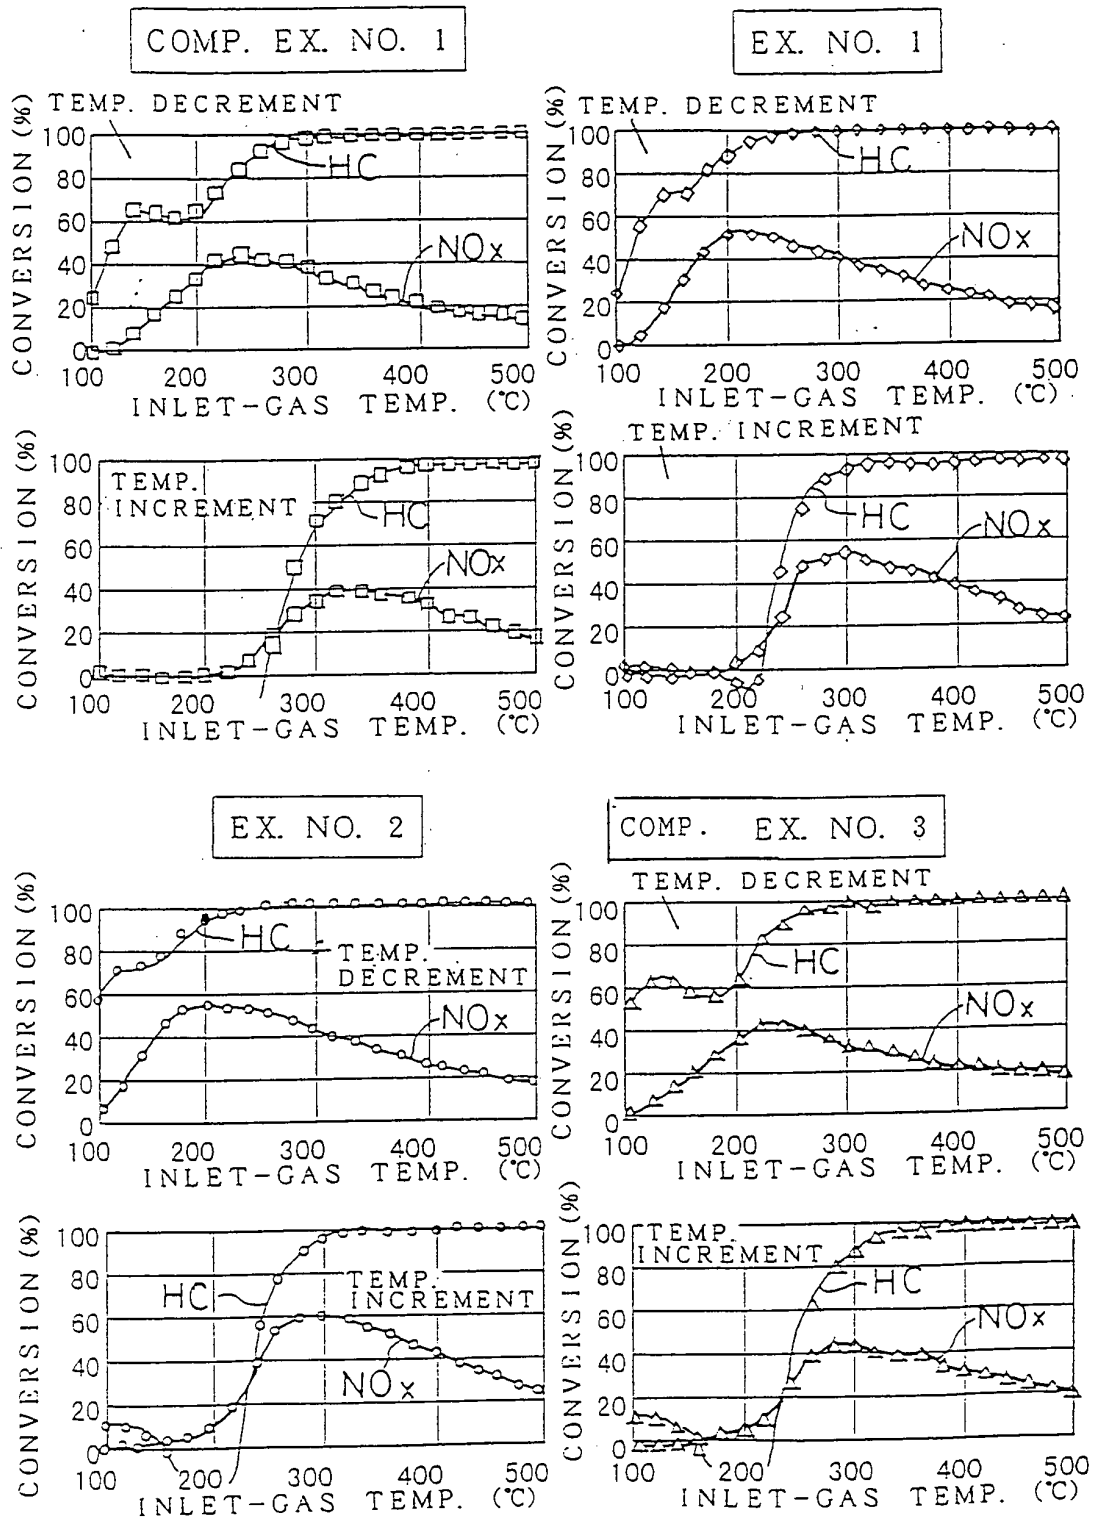 COMP. EX. NO. 1
TEMP. DECREMENT
CONVERSION (%)
100
80
60
40
20
0
HC
NOx
100 200 300 400 500
INLET-GAS TEMP. (°C)
CONVERSION (%)
100
80
60
40
20
0
TEMP.
INCREMENT
HC
NOx
100 200 300 400 500
INLET-GAS TEMP. (°C)
EX. NO. 1
TEMP. DECREMENT
CONVERSION (%)
100
80
60
40
20
0
HC
NOx
100 200 300 400 500
INLET-GAS TEMP. (°C)
TEMP. INCREMENT
CONVERSION (%)
100
80
60
40
20
0
HC
NOx
100 200 300 400 500
INLET-GAS TEMP. (°C)
EX. NO. 2
CONVERSION (%)
100
80
60
40
20
0
HC
TEMP.
DECREMENT
NOx
100 200 300 400 500
INLET-GAS TEMP. (°C)
CONVERSION (%)
100
80
60
40
20
0
HC
TEMP.
INCREMENT
NOx
100 200 300 400 500
INLET-GAS TEMP. (°C)
COMP. EX. NO. 3
TEMP. DECREMENT
CONVERSION (%)
100
80
60
40
20
0
HC
NOx
100 200 300 400 500
INLET-GAS TEMP. (°C)
CONVERSION (%)
100
80
60
40
20
0
TEMP.
INCREMENT
HC
NOx
100 200 300 400 500
INLET-GAS TEMP. (°C)